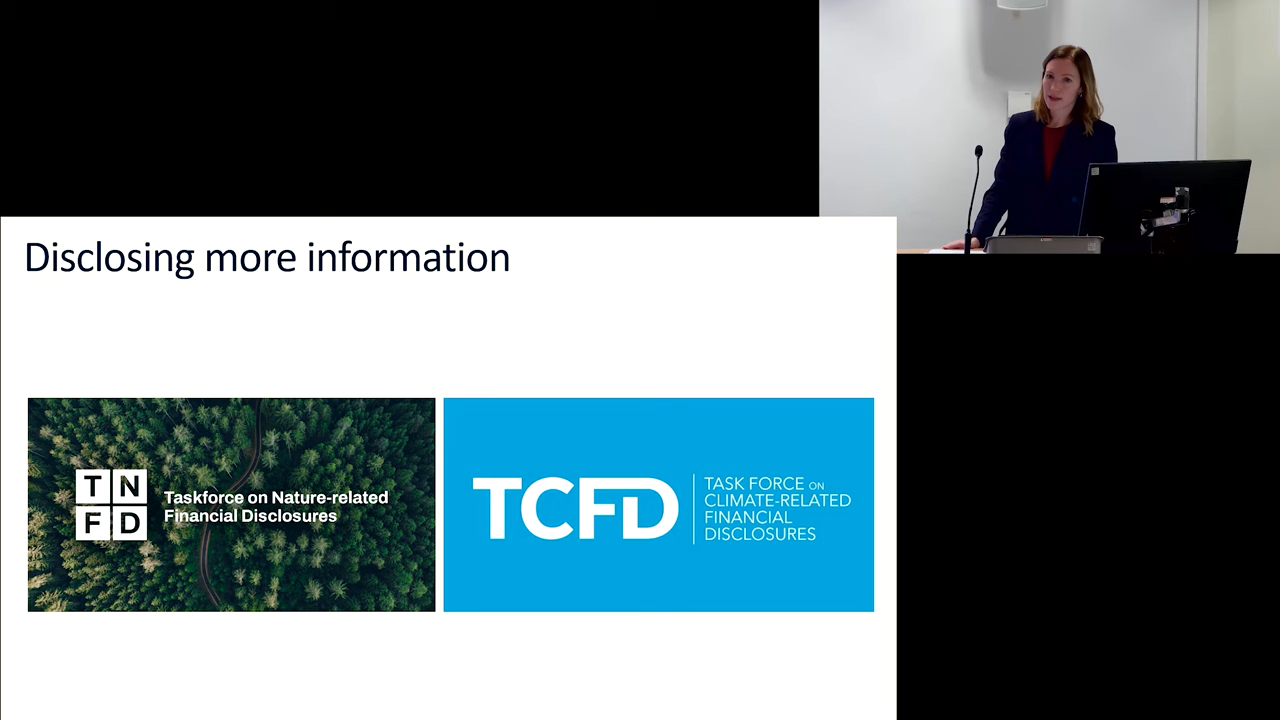 Disclosing more information
T N
F D
Taskforce on Nature-related
Financial Disclosures
TCFD
TASK FORCE ON
CLIMATE-RELATED
FINANCIAL
DISCLOSURES